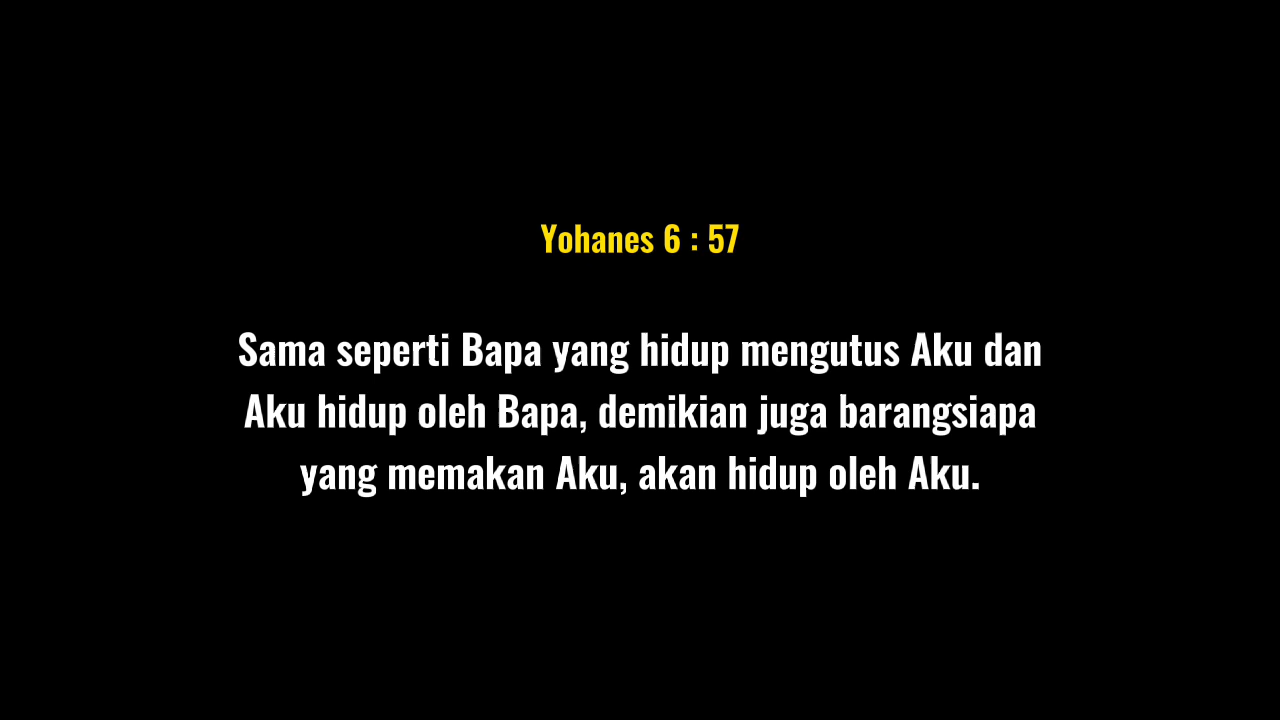 Yohanes 6 : 57
Sama seperti Bapa yang hidup mengutus Aku dan
Aku hidup oleh Bapa, demikian juga barangsiapa
yang memakan Aku, akan hidup oleh Aku.